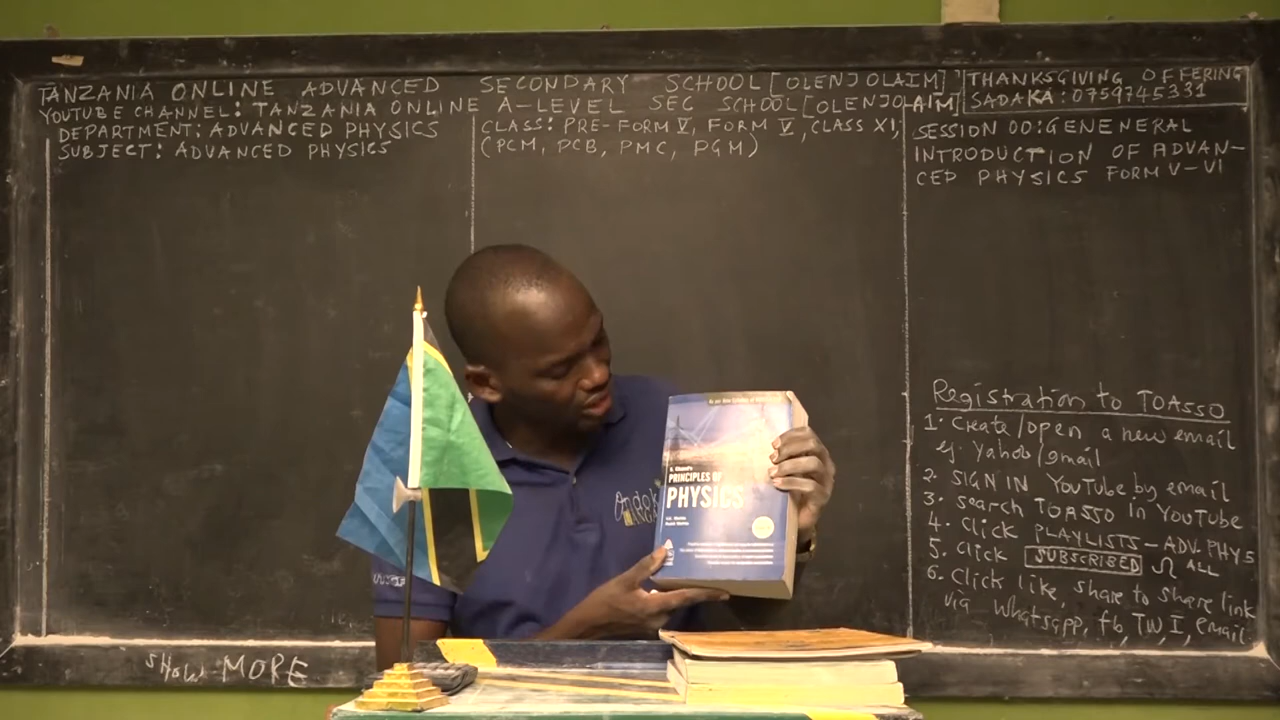 TANZANIA ONLINE ADVANCED SECONDARY SCHOOL [OLENJOLAIM]
YOUTUBE CHANNEL: TANZANIA ONLINE A-LEVEL SEC SCHOOL [OLENJOLAIM]
DEPARTMENT: ADVANCED PHYSICS
SUBJECT: ADVANCED PHYSICS
CLASS: PRE-FORM V, FORM V, CLASS XI,
(PCM, PCB, PMC, PGM)
THANKSGIVING OFFERING
SADAKA: 0759745331
SESSION 00: GENENERAL
INTRODUCTION OF ADVAN-
CED PHYSICS FORM V-VI
Registration to TOASSO
1. Create/open a new email
eg. Yahoo/gmail
2. SIGN IN YOUTUBE by email
3. Search TOASSO in YOUTUBE
4. Click PLAYLISTS - ADV. PHYS
5. Click SUBSCRIBED ALL
6. Click like, share to share link
via Whatsapp, fb, TW, I, email
S. Chand's
PRINCIPLES OF
PHYSICS
MORE